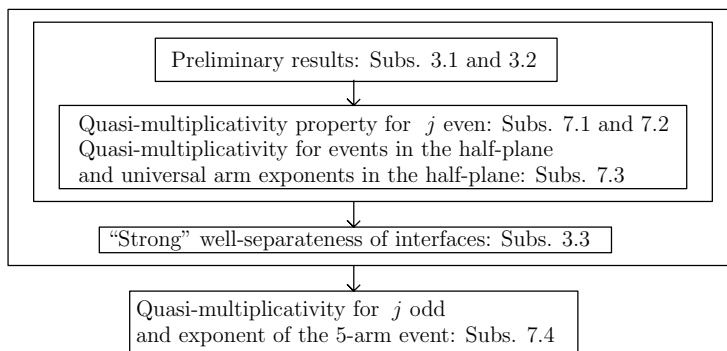 Preliminary results: Subs. 3.1 and 3.2
Quasi-multiplicativity property for j even: Subs. 7.1 and 7.2
Quasi-multiplicativity for events in the half-plane
and universal arm exponents in the half-plane: Subs. 7.3
“Strong” well-separateness of interfaces: Subs. 3.3
Quasi-multiplicativity for j odd
and exponent of the 5-arm event: Subs. 7.4